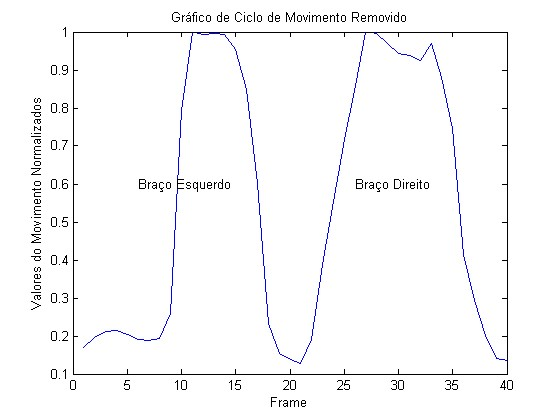 Gráfico de Ciclo de Movimento Removido
Valores do Movimento Normalizados
1
0.9
0.8
0.7
0.6
0.5
0.4
0.3
0.2
0.1
Braço Esquerdo
Braço Direito
0 5 10 15 20 25 30 35 40
Frame